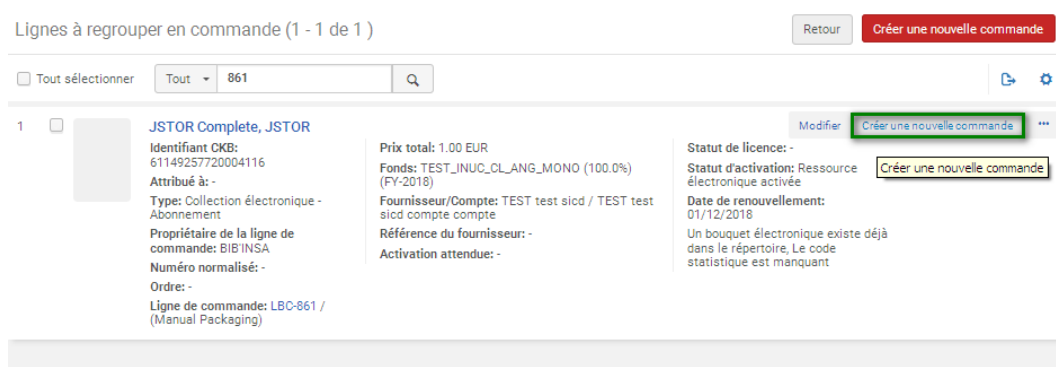 Lignes à regrouper en commande (1 - 1 de 1 )
Retour
Créer une nouvelle commande
Tout sélectionner
Tout
861
1
JSTOR Complete, JSTOR
Modifier
Créer une nouvelle commande
Identifiant CKB:
61149257720004116
Attribué à: -
Type: Collection électronique -
Abonnement
Propriétaire de la ligne de
commande: BIB'INSA
Numéro normalisé: -
Ordre: -
Ligne de commande: LBC-861 /
(Manual Packaging)
Prix total: 1.00 EUR
Fonds: TEST_INUC_CL_ANG_MONO (100.0%)
(FY-2018)
Fournisseur/Compte: TEST test sicd / TEST test
sicd compte compte
Référence du fournisseur: -
Activation attendue: -
Statut de licence: -
Statut d'activation: Ressource
électronique activée
Date de renouvellement:
01/12/2018
Un bouquet électronique existe déjà
dans le répertoire, Le code
statistique est manquant
Créer une nouvelle commande